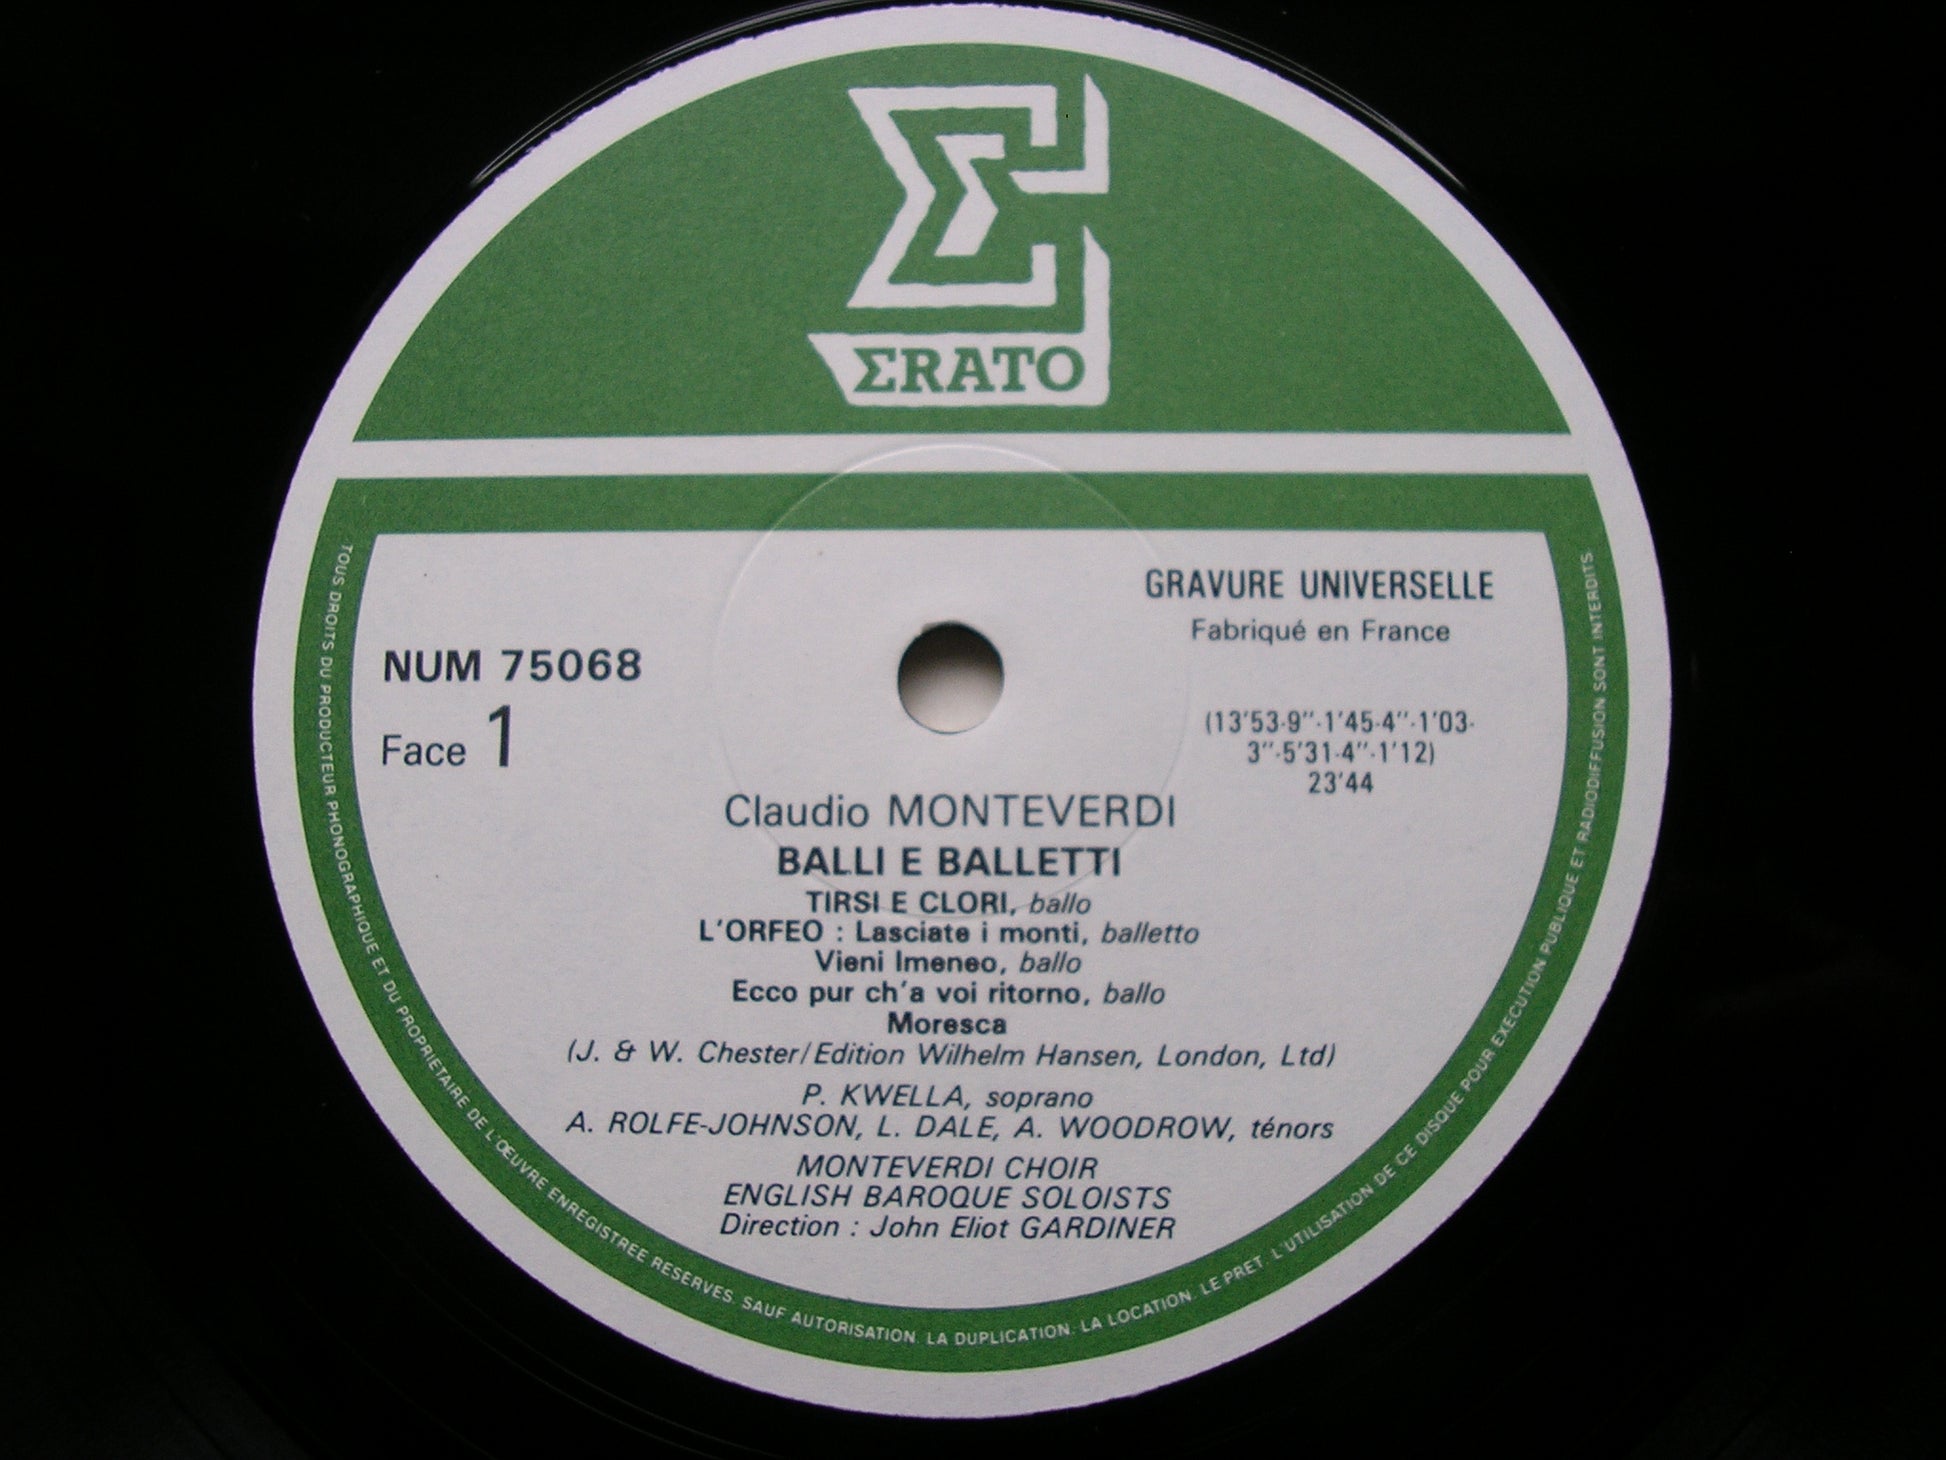 ΣRATO
GRAVURE UNIVERSELLE
Fabriqué en France
NUM 75068
Face 1
(13'53-9"-1'45-4"-1'03-
3"-5'31-4"-1'12)
23'44
Claudio MONTEVERDI
BALLI E BALLETTI
TIRSI E CLORI, ballo
L'ORFEO : Lasciate i monti, balletto
Vieni Imeneo, ballo
Ecco pur ch'a voi ritorno, ballo
Moresca
(J. & W. Chester/Edition Wilhelm Hansen, London, Ltd)
P. KWELLA, soprano
A. ROLFE-JOHNSON, L. DALE, A. WOODROW, ténors
MONTEVERDI CHOIR
ENGLISH BAROQUE SOLOISTS
Direction : John Eliot GARDINER
TOUS DROITS DU PRODUCTEUR PHONOGRAPHIQUE ET DU PROPRIETAIRE DE L'ŒUVRE ENREGISTREE RESERVES. SAUF AUTORISATION. LA DUPLICATION. LA LOCATION. LE PRET. L'UTILISATION DE CE DISQUE POUR EXECUTION PUBLIQUE ET RADIODIFFUSION SONT INTERDITS